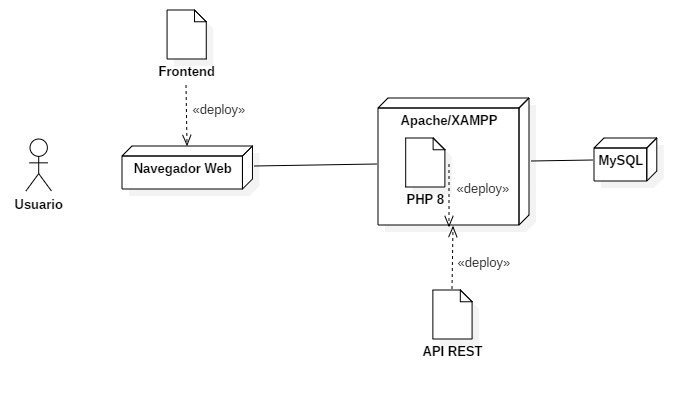 Frontend
«deploy»
Apache/XAMPP
Navegador Web
MySQL
«deploy»
PHP 8
Usuario
«deploy»
API REST